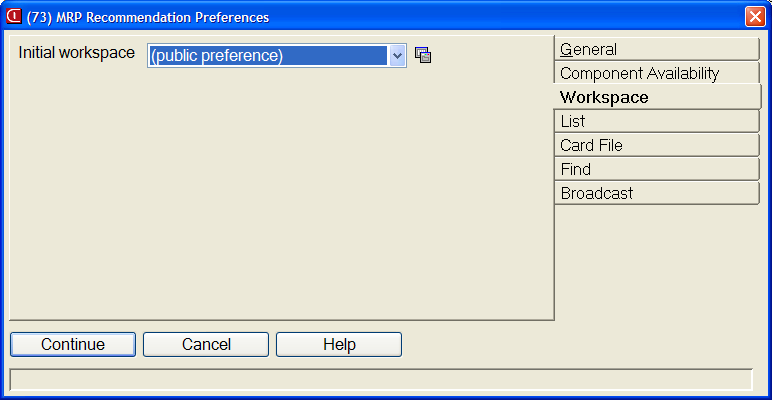 (73) MRP Recommendation Preferences
Initial workspace (public preference)
General
Component Availability
Workspace
List
Card File
Find
Broadcast
Continue Cancel Help